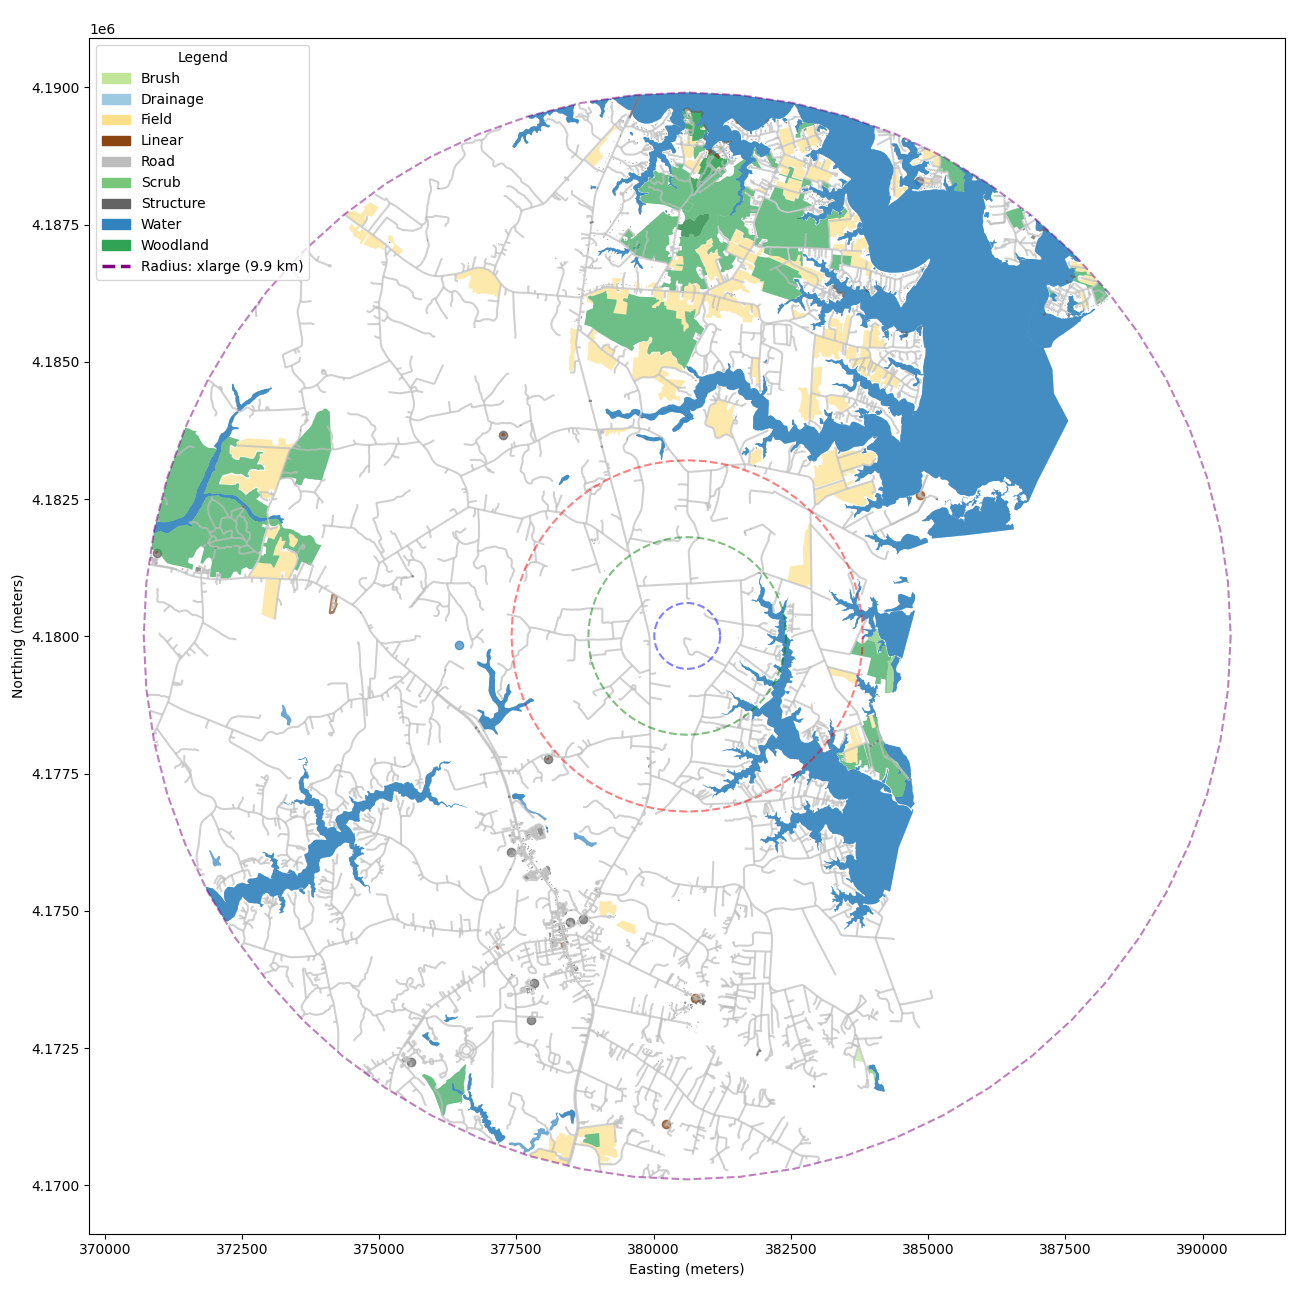 1e6
Legend
Brush
Drainage
Field
Linear
Road
Scrub
Structure
Water
Woodland
Radius: xlarge (9.9 km)
4.1900
4.1875
4.1850
4.1825
4.1800
4.1775
4.1750
4.1725
4.1700
Northing (meters)
370000 372500 375000 377500 380000 382500 385000 387500 390000
Easting (meters)